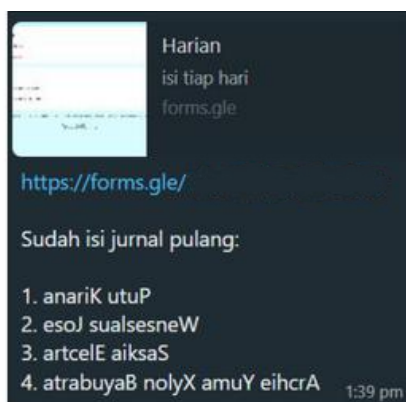 Harian
isi tiap hari
forms.gle
https://forms.gle/
Sudah isi jurnal pulang:
1. anariK utuP
2. esoJ sualsesneW
3. artcelE aiksaS
4. atrabuyaB nolyX amuY eihcrA
1:39 pm